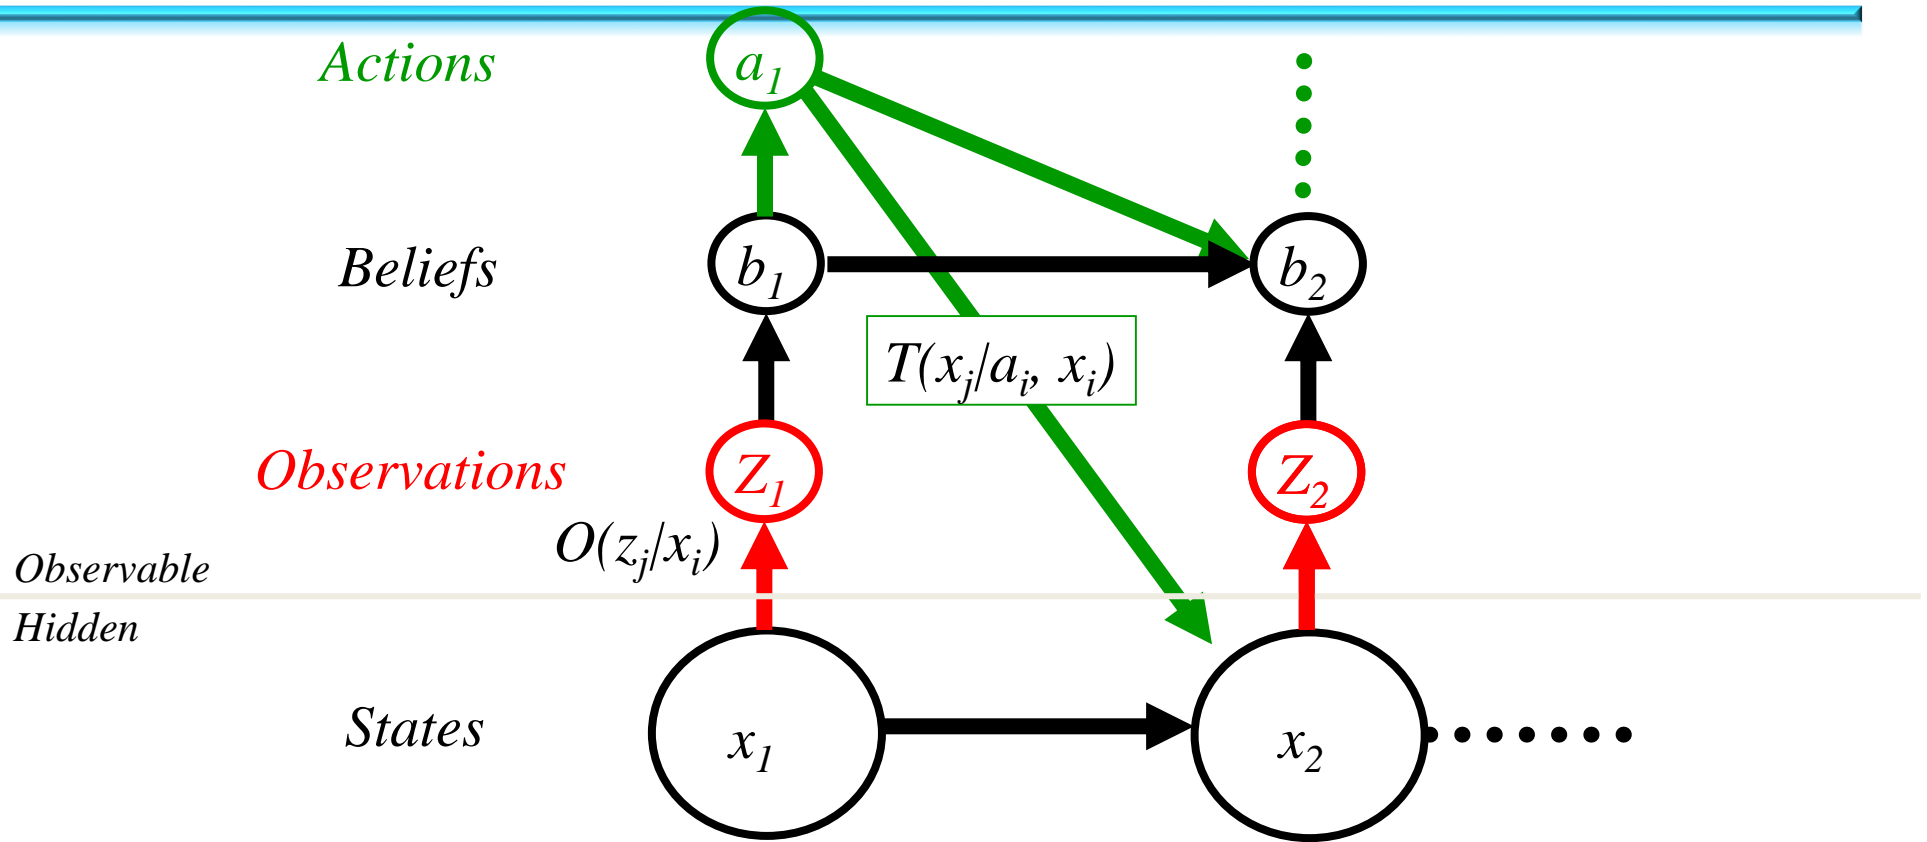 Actions
a1
Beliefs
b1
b2
T(xj/ai, xi)
Observations
Z1
Z2
O(zj/xi)
Observable
Hidden
States
x1
x2